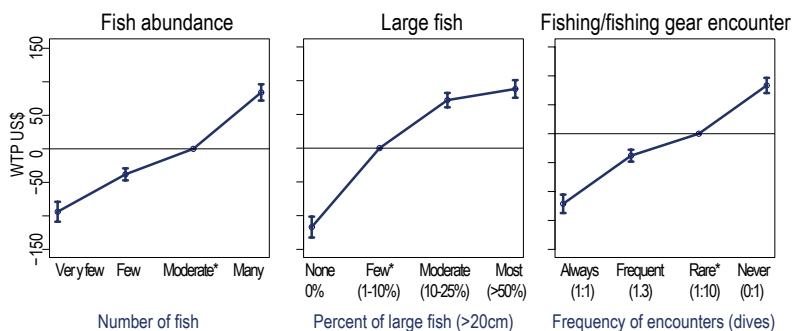 Fish abundance
Large fish
Fishing/fishing gear encounter
WTP US$
150
50
0
−50
−150
Very few Few Moderate* Many
None Few* Moderate Most
0% (1-10%) (10-25%) (>50%)
Always Frequent Rare* Never
(1:1) (1.3) (1:10) (0:1)
Number of fish
Percent of large fish (>20cm)
Frequency of encounters (dives)